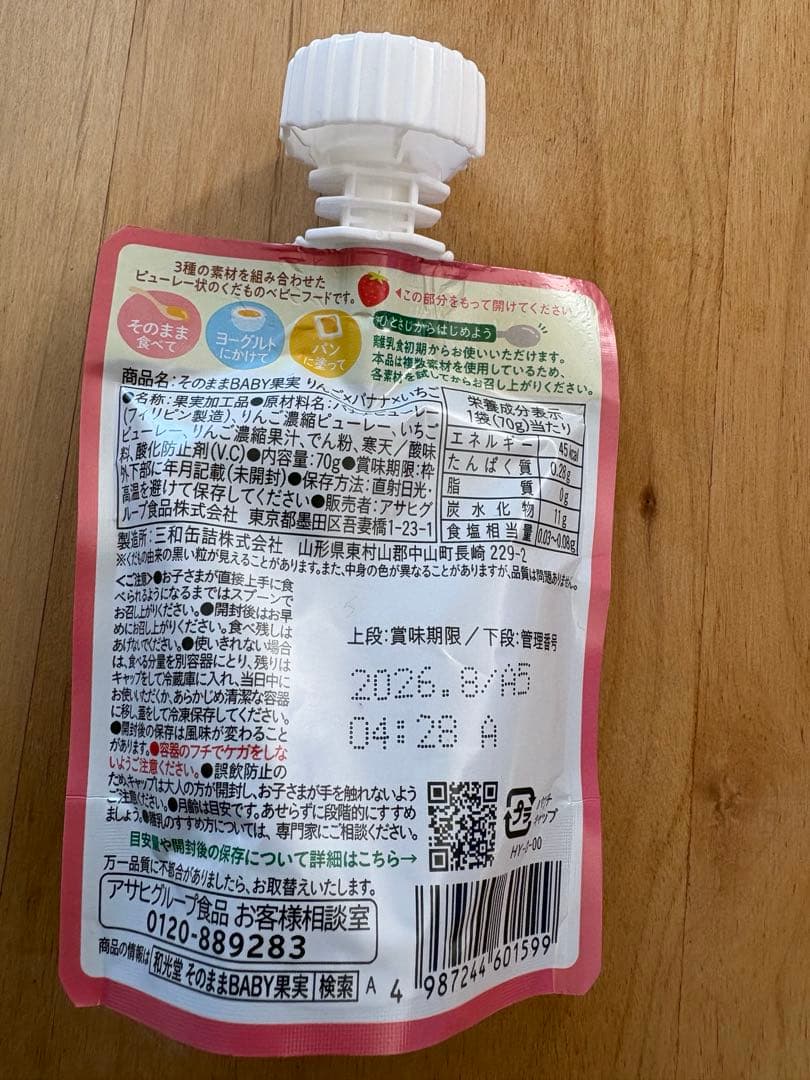 3種の素材を組み合わせた
ピューレー状のくだものベビーフードです。
◀この部分をもって開けてください
そのまま
食べて
ヨーグルト
にかけて
パン
に塗って
ひとさじからはじめよう
離乳食初期からお使いいただけます。
本品は複数素材を使用しているため、
各素材を試してからお召し上がりください。
商品名:そのままBABY果実 りんご×バナナ×いちご
●名称:果実加工品●原材料名:バナナピューレー
(フィリピン製造)、りんご濃縮ピューレー、いちご
ピューレー、りんご濃縮果汁、でん粉、寒天/酸味
料、酸化防止剤(V.C)●内容量:70g●賞味期限:枠
外下部に年月記載(未開封)●保存方法:直射日光・
高温を避けて保存してください●販売者:アサヒグ
ループ食品株式会社 東京都墨田区吾妻橋1-23-1
栄養成分表示
1袋(70g)当たり
エネルギー 45kcal
たんぱく質 0.28g
脂質 0g
炭水化物 11g
食塩相当量 0.03~0.08g
製造所:三和缶詰株式会社 山形県東村山郡中山町長崎 229-2
※くだもの由来の黒い粒が見えることがあります。また、中身の色が異なることがありますが、品質は問題ありません。
<ご注意>●お子さまが直接上手に食
べられるようになるまではスプーンで
お召し上がりください。●開封後はお早
めにお召し上がりください。食べ残しは
あげないでください。●使いきれない場合
は、食べる分量を別容器にとり、残りは
キャップをして冷蔵庫に入れ、当日中に
お使いいただくか、あらかじめ清潔な容器
に移し、蓋をして冷凍保存してください。
●開封後の保存は風味が変わること
があります。●容器のフチでケガをしな
いようご注意ください。●誤飲防止の
ため、キャップは大人の方が開封し、お子さまが手を触れないよう
ご注意ください。●月齢は目安です。あせらずに段階的にすすめ
ましょう。●離乳のすすめ方については、専門家にご相談ください。
上段:賞味期限/下段:管理番号
2026.8/A5
04:28 A
目安量や開封後の保存について詳細はこちら→
プラ
パウチ
キャップ
HY-I-00
万一品質に不都合がありましたら、お取替えいたします。
アサヒグループ食品 お客様相談室
0120-889283
商品の情報は 和光堂 そのままBABY果実 検索 A
4 987244 601599